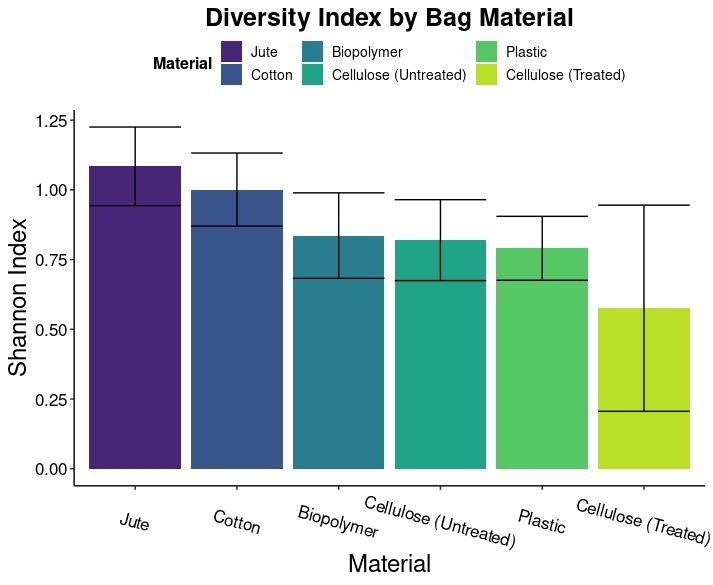 Diversity Index by Bag Material
Material
Jute
Biopolymer
Plastic
Cotton
Cellulose (Untreated)
Cellulose (Treated)
Shannon Index
1.25
1.00
0.75
0.50
0.25
0.00
Jute
Cotton
Biopolymer
Cellulose (Untreated)
Plastic
Cellulose (Treated)
Material